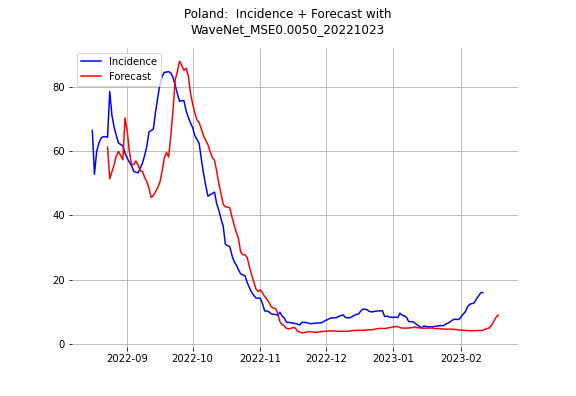 Poland:  Incidence + Forecast with
WaveNet_MSE0.0050_20221023
Incidence
Forecast
80
60
40
20
0
2022-09
2022-10
2022-11
2022-12
2023-01
2023-02